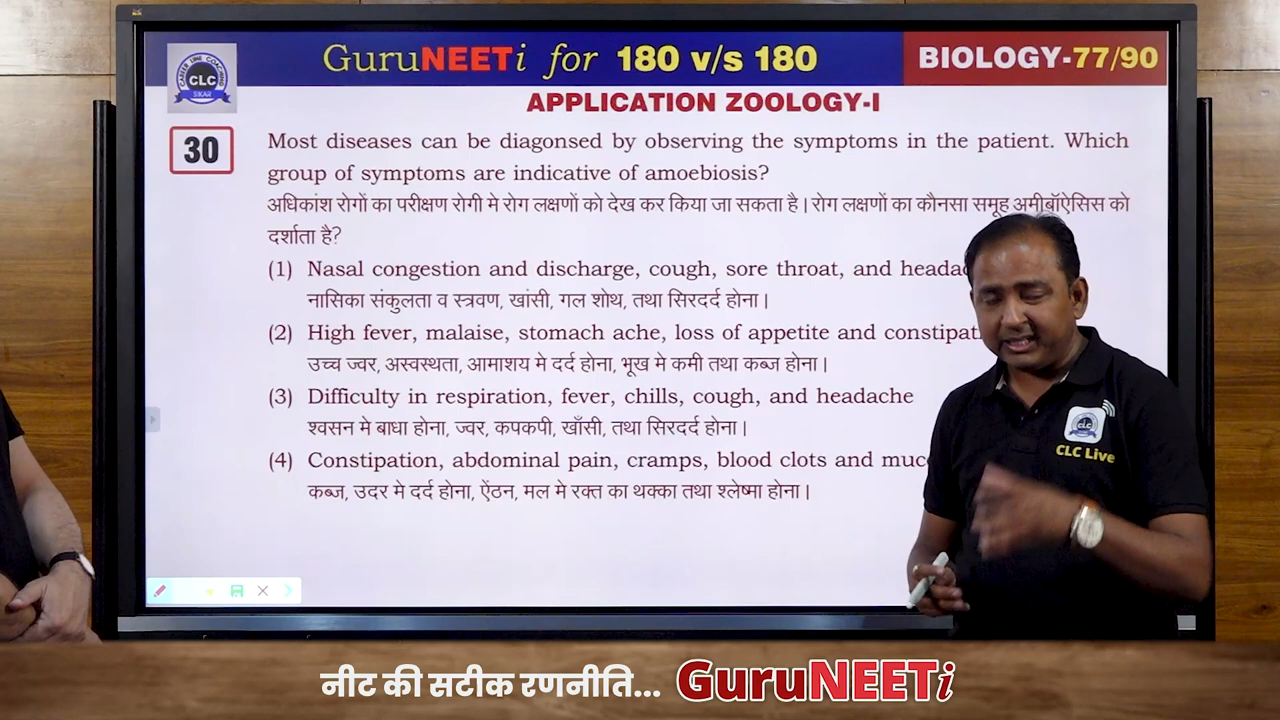 GuruNEETi for 180 v/s 180
BIOLOGY-77/90
CAREER LINE COACHING
CLC
SIKAR
APPLICATION ZOOLOGY-I
30
Most diseases can be diagonsed by observing the symptoms in the patient. Which
group of symptoms are indicative of amoebiosis?
अधिकांश रोगों का परीक्षण रोगी मे रोग लक्षणों को देख कर किया जा सकता है। रोग लक्षणों का कौनसा समूह अमीबॉऐसिस को
दर्शाता है?
(1) Nasal congestion and discharge, cough, sore throat, and
नासिका संकुलता व स्त्रवण, खांसी, गल शोथ, तथा सिरदर्द होना।
(2) High fever, malaise, stomach ache, loss of appetite and
उच्च ज्वर, अस्वस्थता, आमाशय मे दर्द होना, भूख मे कमी तथा कब्ज होना।
(3) Difficulty in respiration, fever, chills, cough, and headache
श्वसन मे बाधा होना, ज्वर, कपकपी, खाँसी, तथा सिरदर्द होना।
(4) Constipation, abdominal pain, cramps, blood clots and
कब्ज, उदर मे दर्द होना, ऐंठन, मल मे रक्त का थक्का तथा श्लेष्मा होना।
CLC
CLC Live
नीट की सटीक रणनीति... GuruNEETi